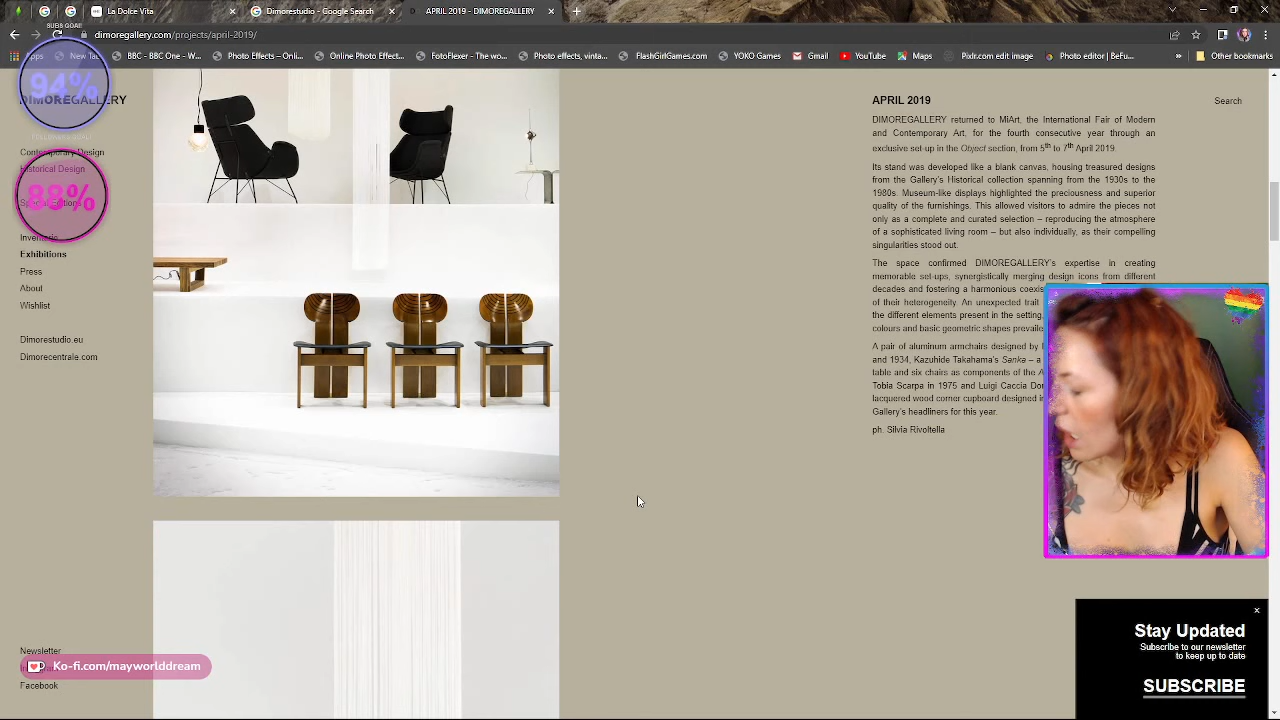 La Dolce Vita
Dimorestudio - Google Search
APRIL 2019 - DIMOREGALLERY
SUBS GOAL!
dimoregallery.com/projects/april-2019/
Apps
New Tab
BBC - BBC One - W...
Photo Effects – Onli...
Online Photo Effect...
FotoFlexer - The wo...
Photo effects, vinta...
FlashGirlGames.com
YOKO Games
Gmail
YouTube
Maps
Pixlr.com edit image
Photo editor | BeFu...
Other bookmarks
94%
DIMOREGALLERY
Contemporary Design
Historical Design
88%
Exhibitions
Press
About
Wishlist
Dimorestudio.eu
Dimorecentrale.com
Newsletter
Ko-fi.com/mayworlddream
Facebook
APRIL 2019
Search
DIMOREGALLERY returned to MiArt, the International Fair of Modern
and Contemporary Art, for the fourth consecutive year through an
exclusive set-up in the Object section, from 5th to 7th April 2019.
Its stand was developed like a blank canvas, housing treasured designs
from the Gallery's Historical collection spanning from the 1930s to the
1980s. Museum-like displays highlighted the preciousness and superior
quality of the furnishings. This allowed visitors to admire the pieces not
only as a complete and curated selection – reproducing the atmosphere
of a sophisticated living room – but also individually, as their compelling
singularities stood out.
The space confirmed DIMOREGALLERY's expertise in creating
memorable set-ups, synergistically merging design icons from different
decades and fostering a harmonious coexis
of their heterogeneity. An unexpected trait
the different elements present in the setting,
colours and basic geometric shapes prevaile
A pair of aluminum armchairs designed by
and 1934, Kazuhide Takahama's Sanka – a
table and six chairs as components of the
Tobia Scarpa in 1975 and Luigi Caccia Dor
lacquered wood corner cupboard designed in
Gallery's headliners for this year.
ph. Silvia Rivoltella
Stay Updated
Subscribe to our newsletter
to keep up to date
SUBSCRIBE